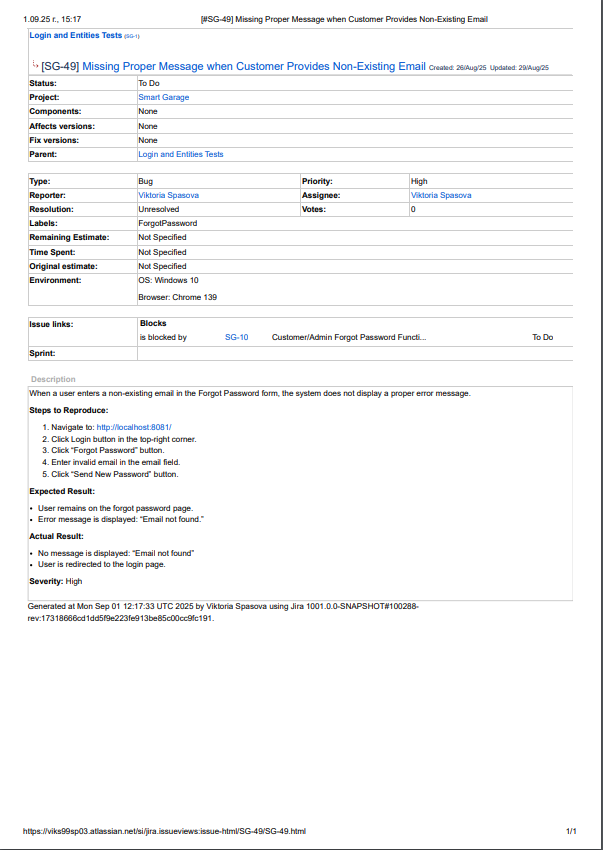 1.09.25 г., 15:17 [#SG-49] Missing Proper Message when Customer Provides Non-Existing Email
Login and Entities Tests (SG-1)
[SG-49] Missing Proper Message when Customer Provides Non-Existing Email Created: 26/Aug/25 Updated: 29/Aug/25
Status: To Do
Project: Smart Garage
Components: None
Affects versions: None
Fix versions: None
Parent: Login and Entities Tests
Type: Bug Priority: High
Reporter: Viktoria Spasova Assignee: Viktoria Spasova
Resolution: Unresolved Votes: 0
Labels: ForgotPassword
Remaining Estimate: Not Specified
Time Spent: Not Specified
Original estimate: Not Specified
Environment: OS: Windows 10
Browser: Chrome 139
Issue links: Blocks
is blocked by SG-10 Customer/Admin Forgot Password Functi... To Do
Sprint:
Description
When a user enters a non-existing email in the Forgot Password form, the system does not display a proper error message.
Steps to Reproduce:
1. Navigate to: http://localhost:8081/
2. Click Login button in the top-right corner.
3. Click “Forgot Password” button.
4. Enter invalid email in the email field.
5. Click “Send New Password” button.
Expected Result:
• User remains on the forgot password page.
• Error message is displayed: “Email not found.”
Actual Result:
• No message is displayed: “Email not found”
• User is redirected to the login page.
Severity: High
Generated at Mon Sep 01 12:17:33 UTC 2025 by Viktoria Spasova using Jira 1001.0.0-SNAPSHOT#100288-
rev:17318666cd1dd5f9e223fe913be85c00cc9fc191.
https://viks99sp03.atlassian.net/si/jira.issueviews:issue-html/SG-49/SG-49.html 1/1